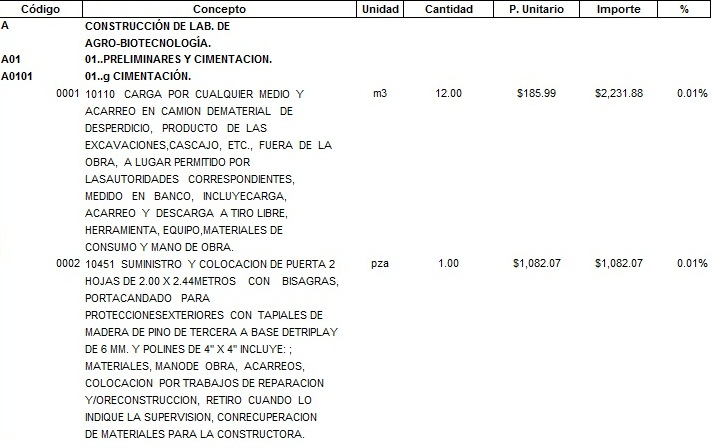 Código Concepto Unidad Cantidad P. Unitario Importe %
A CONSTRUCCIÓN DE LAB. DE
AGRO-BIOTECNOLOGÍA.
A01 01..PRELIMINARES Y CIMENTACION.
A0101 01..g CIMENTACIÓN.
0001 10110 CARGA POR CUALQUIER MEDIO Y m3 12.00 $185.99 $2,231.88 0.01%
ACARREO EN CAMION DEMATERIAL DE
DESPERDICIO, PRODUCTO DE LAS
EXCAVACIONES,CASCAJO, ETC., FUERA DE LA
OBRA, A LUGAR PERMITIDO POR
LASAUTORIDADES CORRESPONDIENTES,
MEDIDO EN BANCO, INCLUYECARGA,
ACARREO Y DESCARGA A TIRO LIBRE,
HERRAMIENTA, EQUIPO,MATERIALES DE
CONSUMO Y MANO DE OBRA.
0002 10451 SUMINISTRO Y COLOCACION DE PUERTA 2 pza 1.00 $1,082.07 $1,082.07 0.01%
HOJAS DE 2.00 X 2.44METROS CON BISAGRAS,
PORTACANDADO PARA
PROTECCIONESEXTERIORES CON TAPIALES DE
MADERA DE PINO DE TERCERA A BASE DETRIPLAY
DE 6 MM. Y POLINES DE 4" X 4" INCLUYE: ;
MATERIALES, MANODE OBRA, ACARREOS,
COLOCACION POR TRABAJOS DE REPARACION
Y/ORECONSTRUCCION, RETIRO CUANDO LO
INDIQUE LA SUPERVISION, CONRECUPERACION
DE MATERIALES PARA LA CONSTRUCTORA.